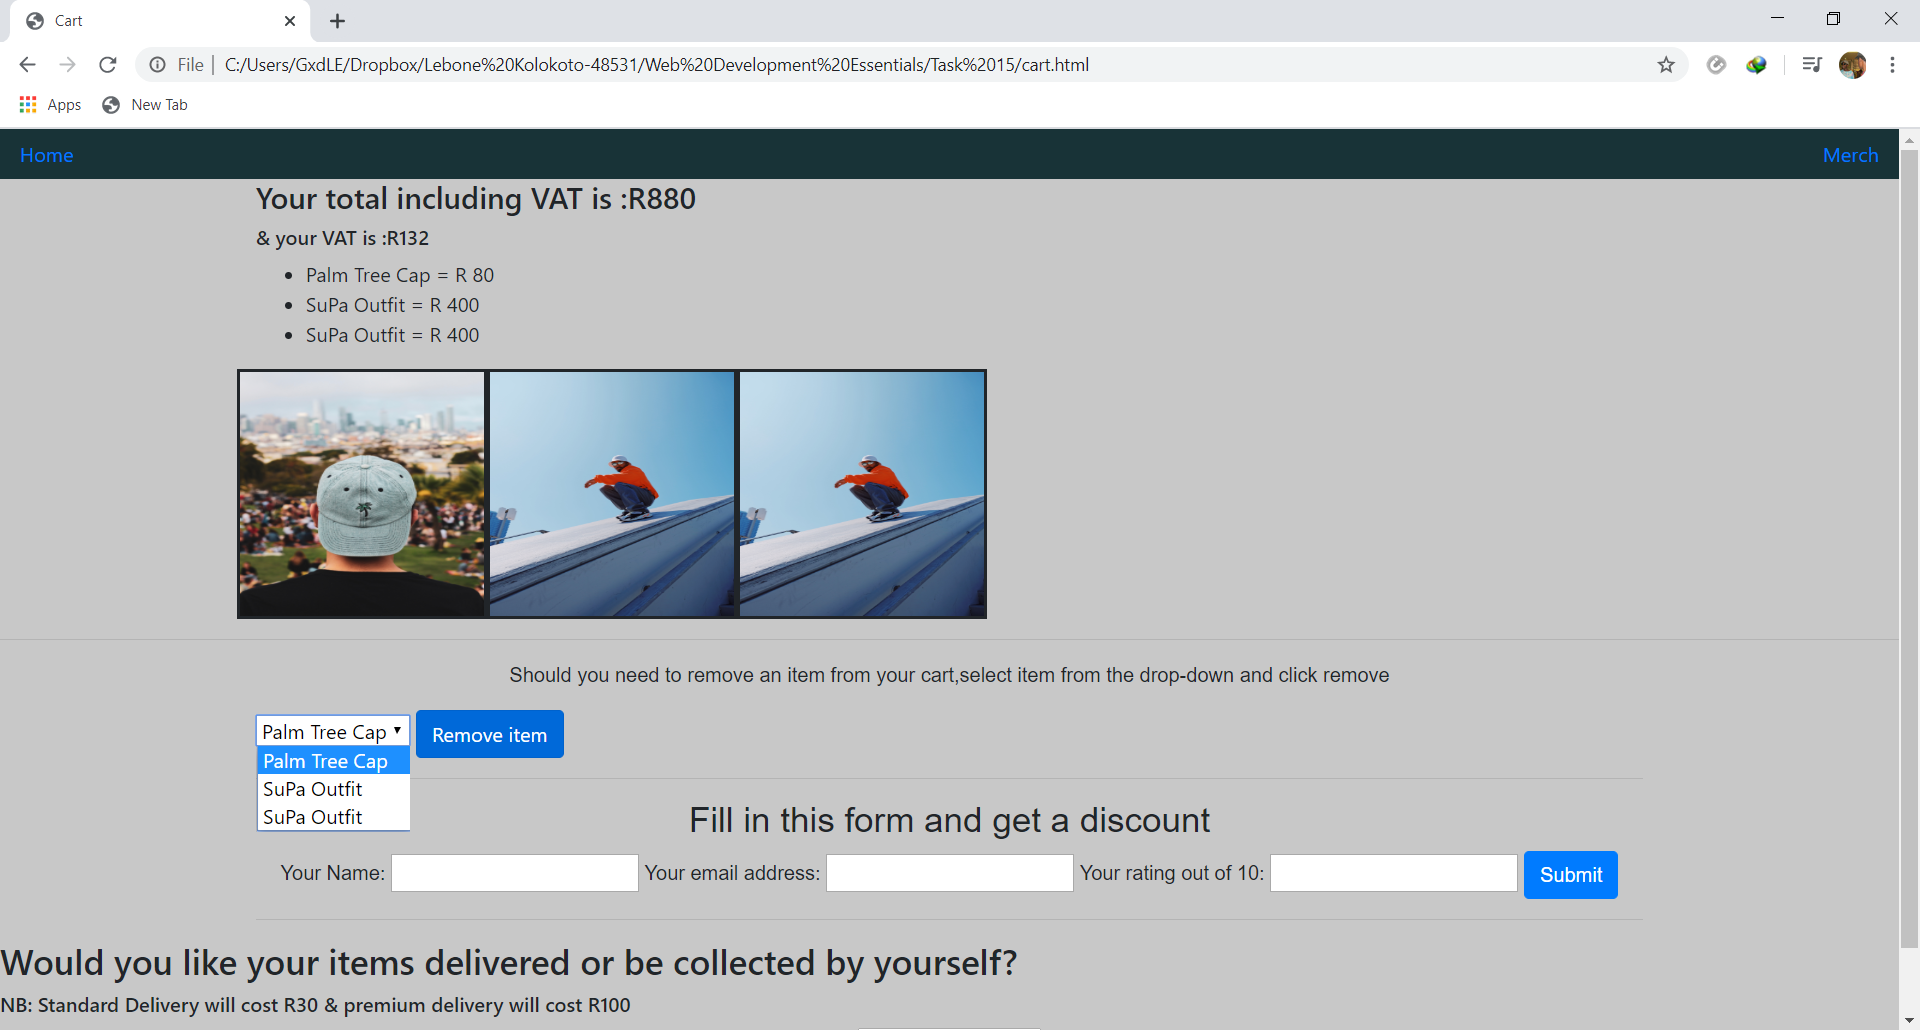 Cart
File
C:/Users/GxdLE/Dropbox/Lebone%20Kolokoto-48531/Web%20Development%20Essentials/Task%2015/cart.html
Apps
New Tab
Home
Merch
Your total including VAT is :R880
& your VAT is :R132
Palm Tree Cap = R 80
SuPa Outfit = R 400
SuPa Outfit = R 400
Should you need to remove an item from your cart,select item from the drop-down and click remove
Palm Tree Cap
Remove item
Palm Tree Cap
SuPa Outfit
SuPa Outfit
Fill in this form and get a discount
Your Name:
Your email address:
Your rating out of 10:
Submit
Would you like your items delivered or be collected by yourself?
NB: Standard Delivery will cost R30 & premium delivery will cost R100